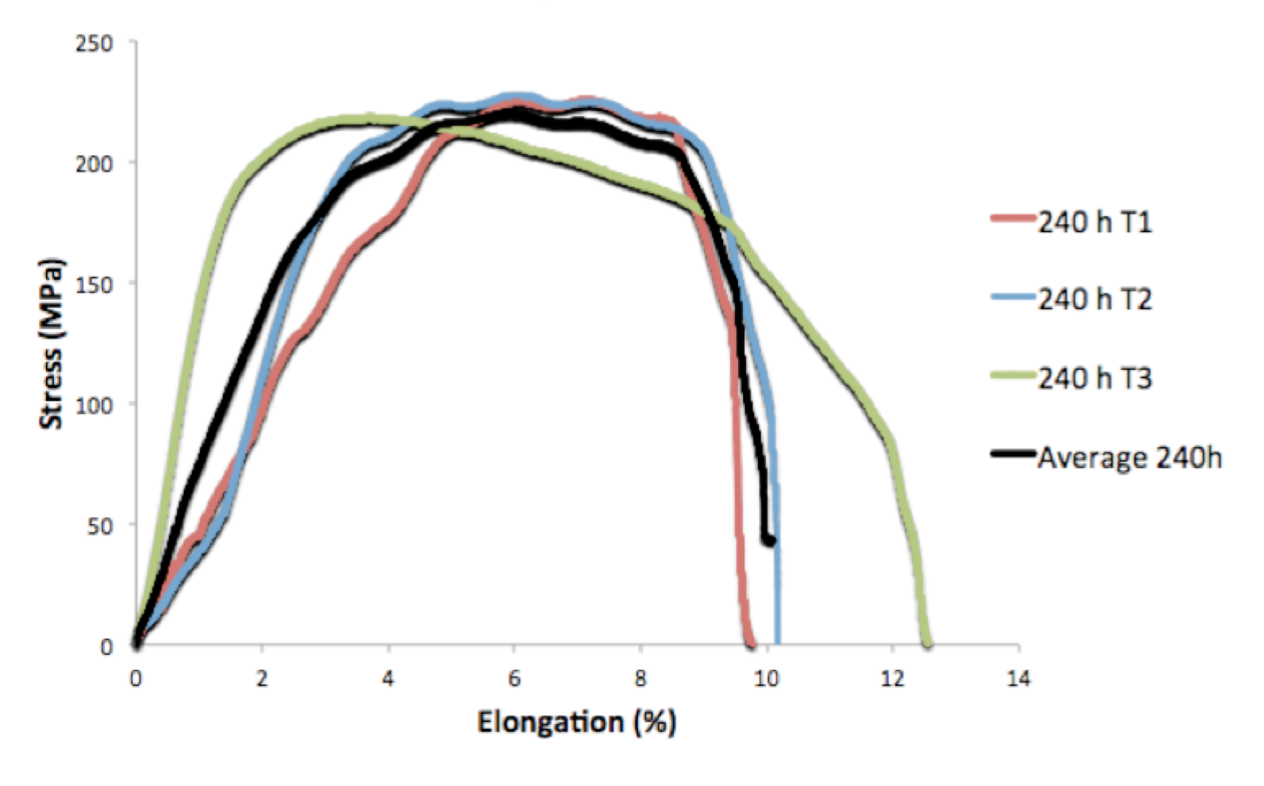 250
200
150
100
50
0
Stress (MPa)
0 2 4 6 8 10 12 14
Elongation (%)
240 h T1
240 h T2
240 h T3
Average 240h